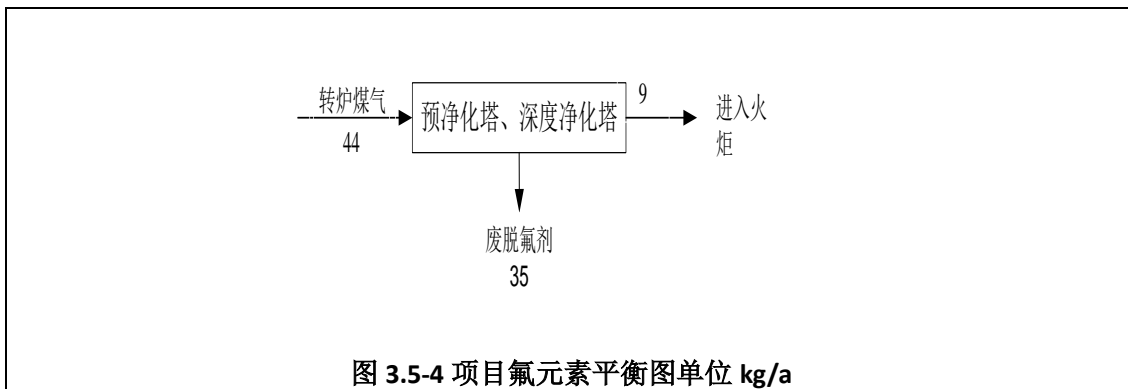 转炉煤气
44
预净化塔、深度净化塔
9
进入火
炬
废脱氟剂
35
图 3.5-4 项目氟元素平衡图单位 kg/a